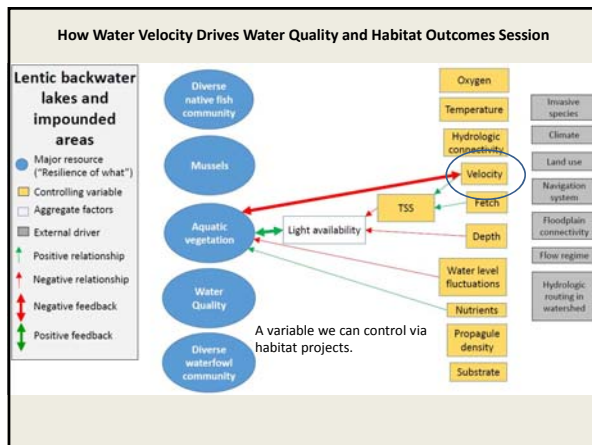 How Water Velocity Drives Water Quality and Habitat Outcomes Session
Lentic backwater
lakes and
impounded
areas
Major resource
("Resilience of what")
Controlling variable
Aggregate factors
External driver
Positive relationship
Negative relationship
Negative feedback
Positive feedback
Diverse
native fish
community
Mussels
Aquatic
vegetation
Water
Quality
Diverse
waterfowl
community
Light availability
TSS
A variable we can control via
habitat projects.
Oxygen
Temperature
Hydrologic
connectivity
Velocity
Fetch
Depth
Water level
fluctuations
Nutrients
Propagule
density
Substrate
Invasive
species
Climate
Land use
Navigation
system
Floodplain
connectivity
Flow regime
Hydrologic
routing in
watershed